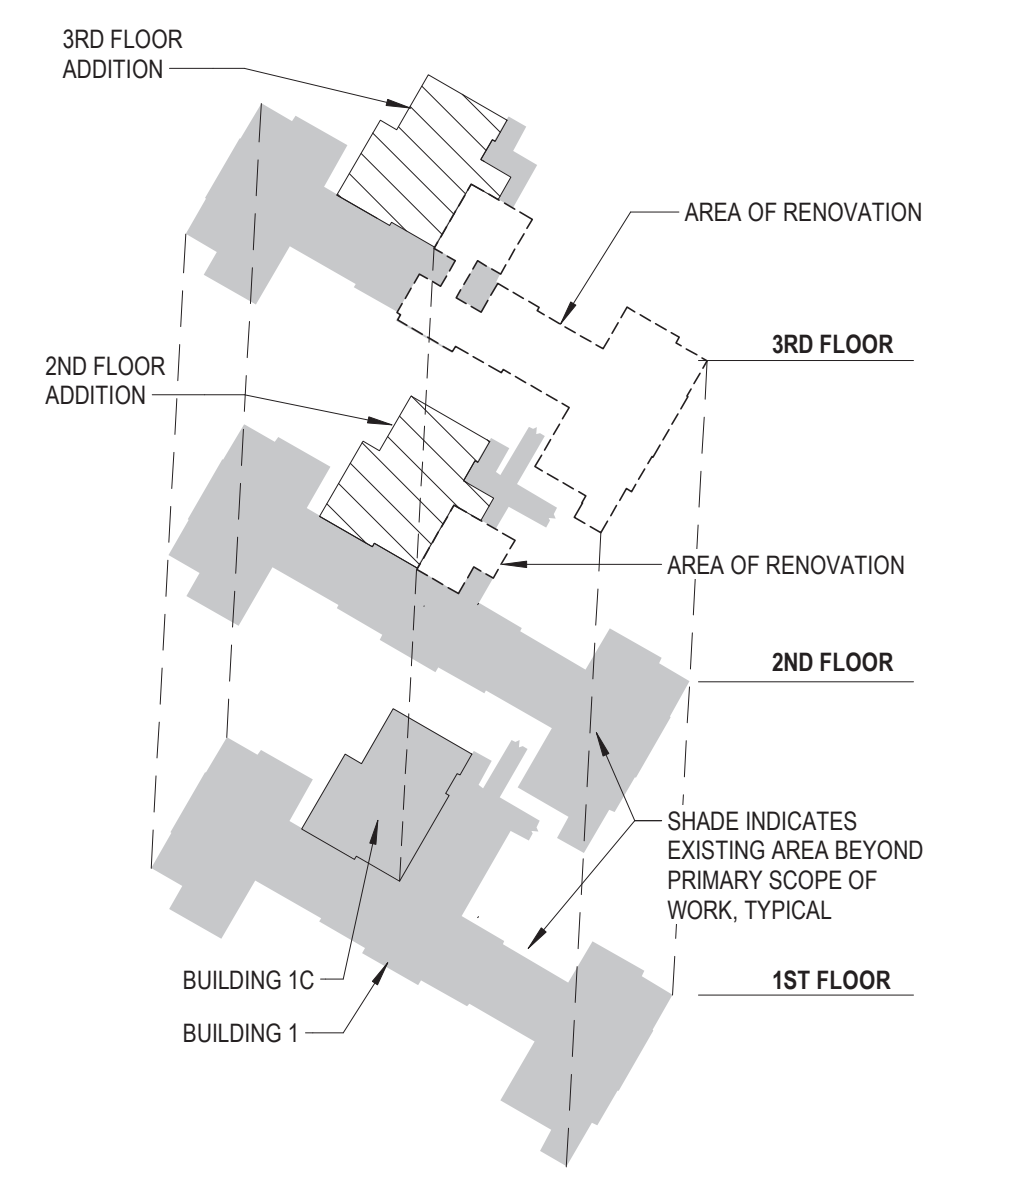 3RD FLOOR
ADDITION
AREA OF RENOVATION
3RD FLOOR
2ND FLOOR
ADDITION
AREA OF RENOVATION
2ND FLOOR
SHADE INDICATES
EXISTING AREA BEYOND
PRIMARY SCOPE OF
WORK, TYPICAL
BUILDING 1C
1ST FLOOR
BUILDING 1